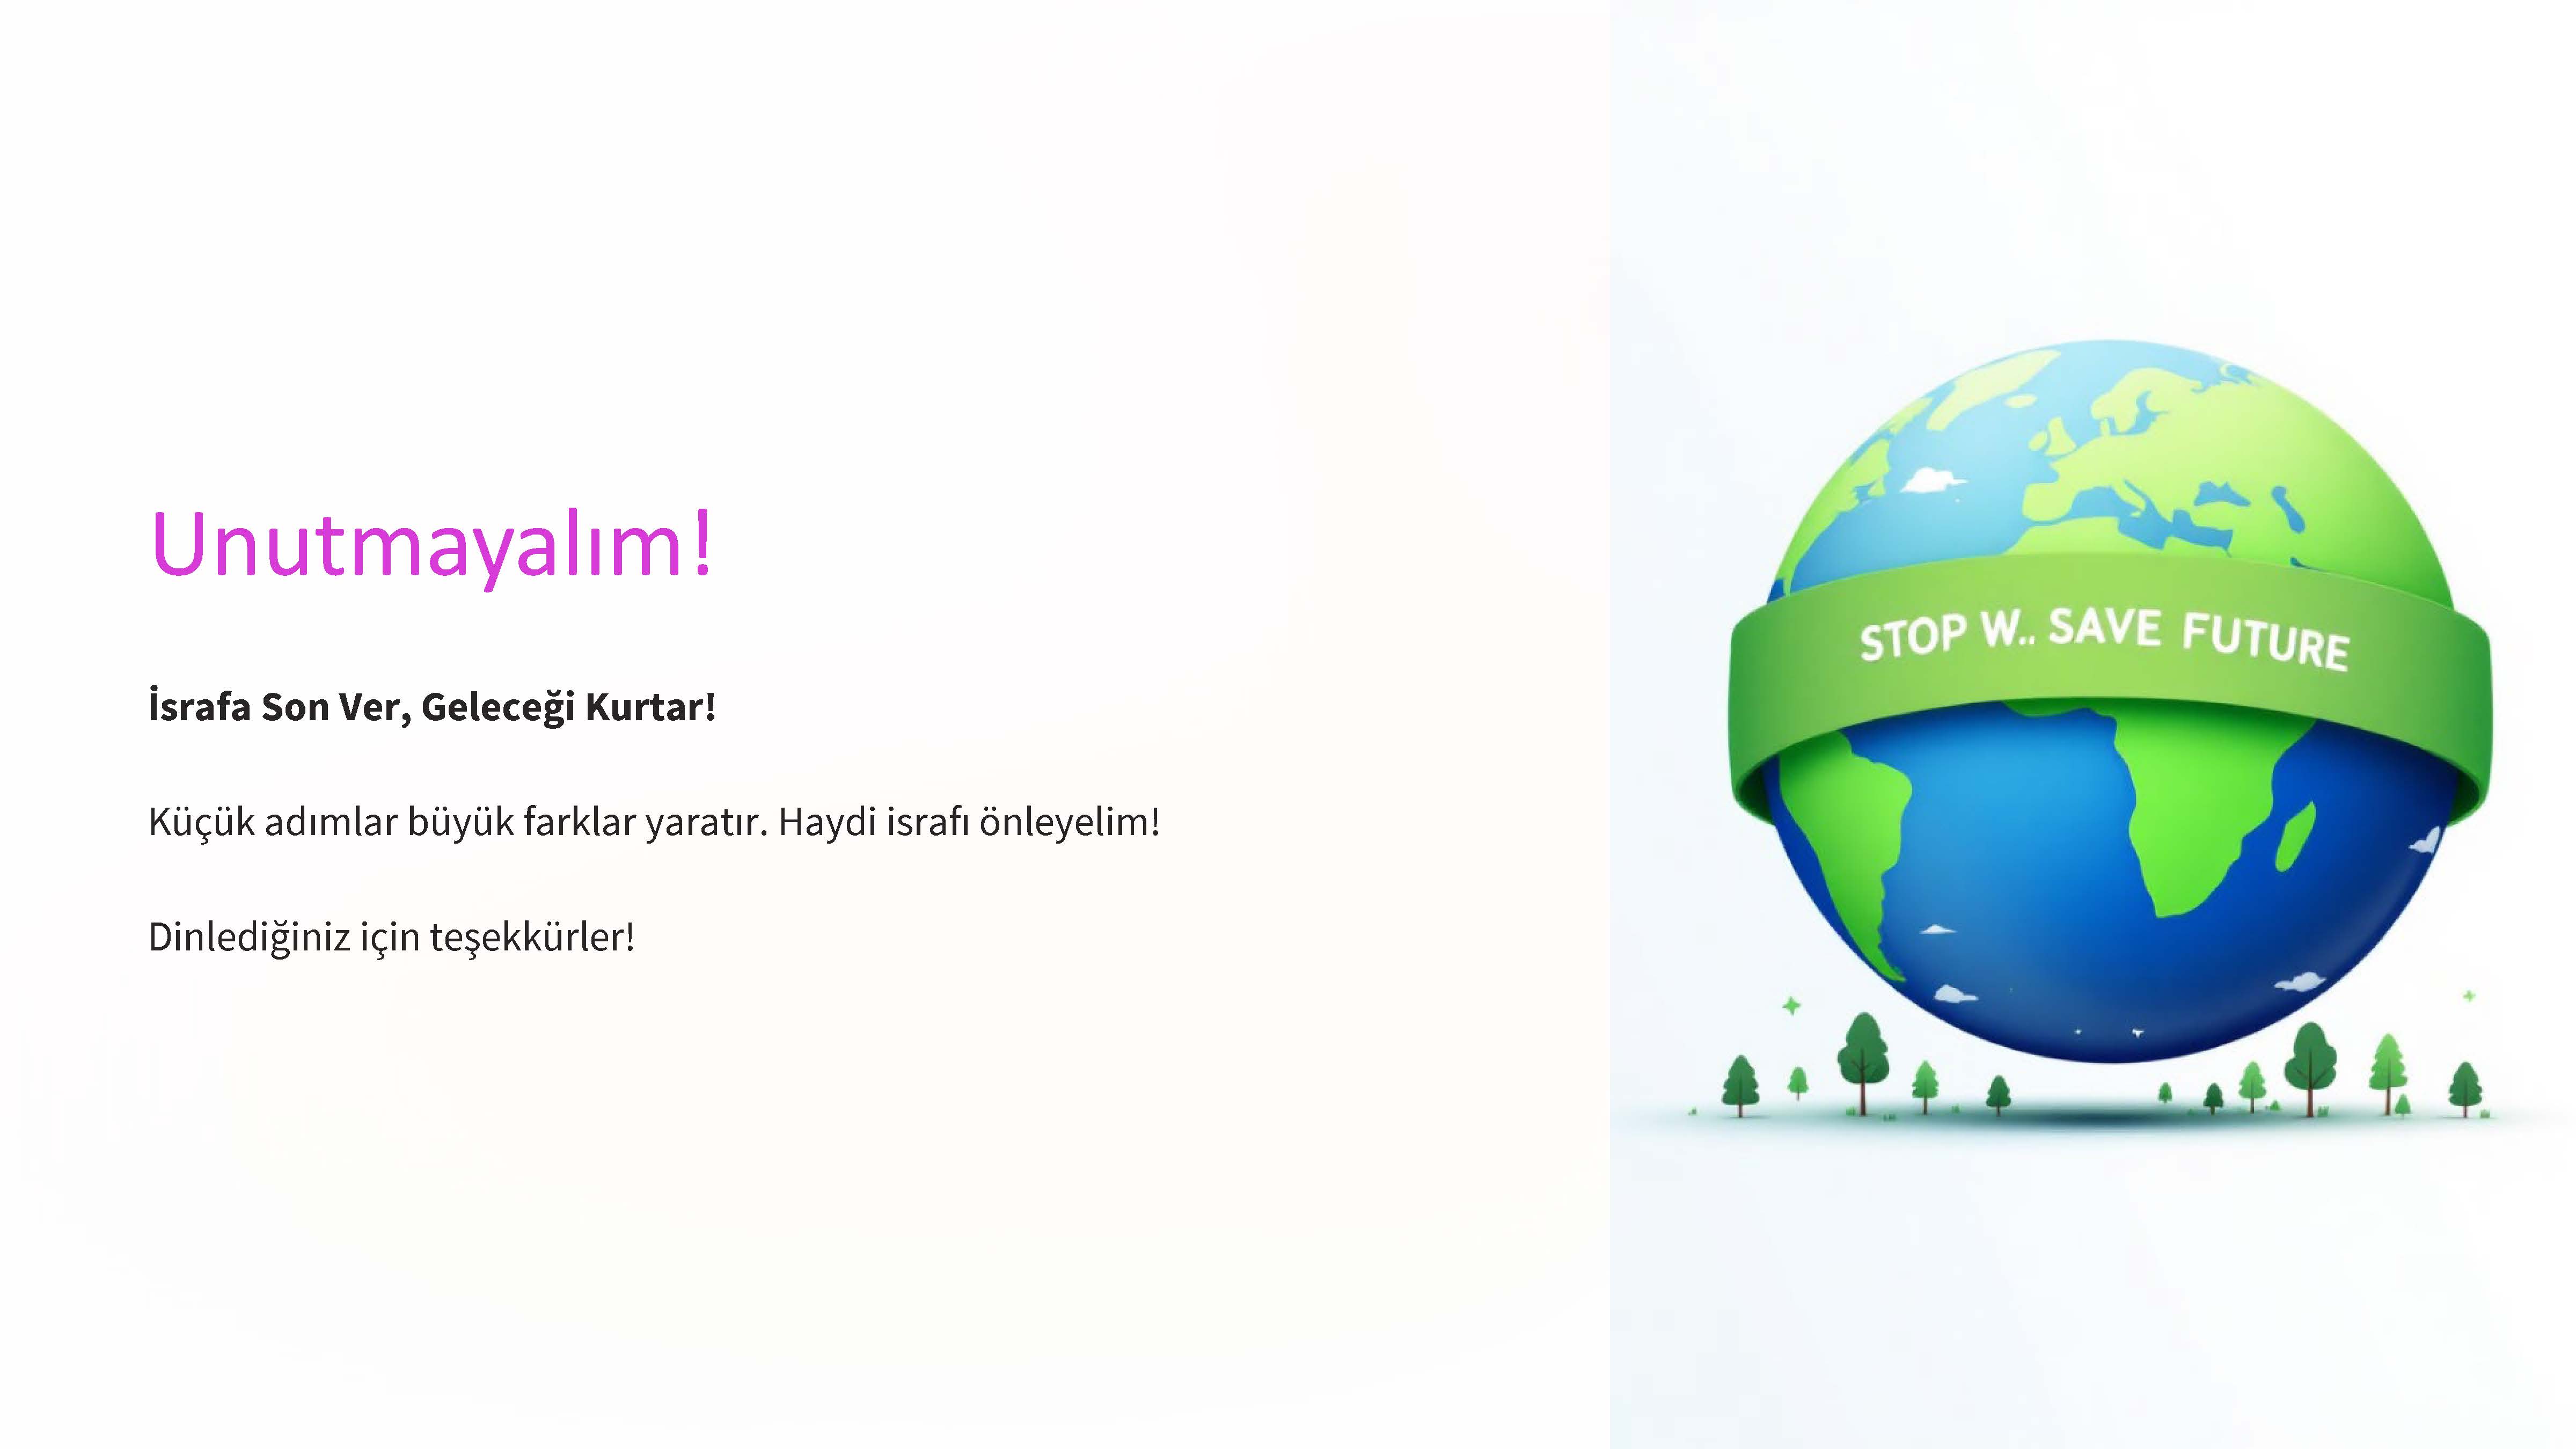 Unutmayalım!
İsrafa Son Ver, Geleceği Kurtar!
Küçük adımlar büyük farklar yaratır. Haydi israfı önleyelim!
Dinlediğiniz için teşekkürler!
STOP W.. SAVE FUTURE